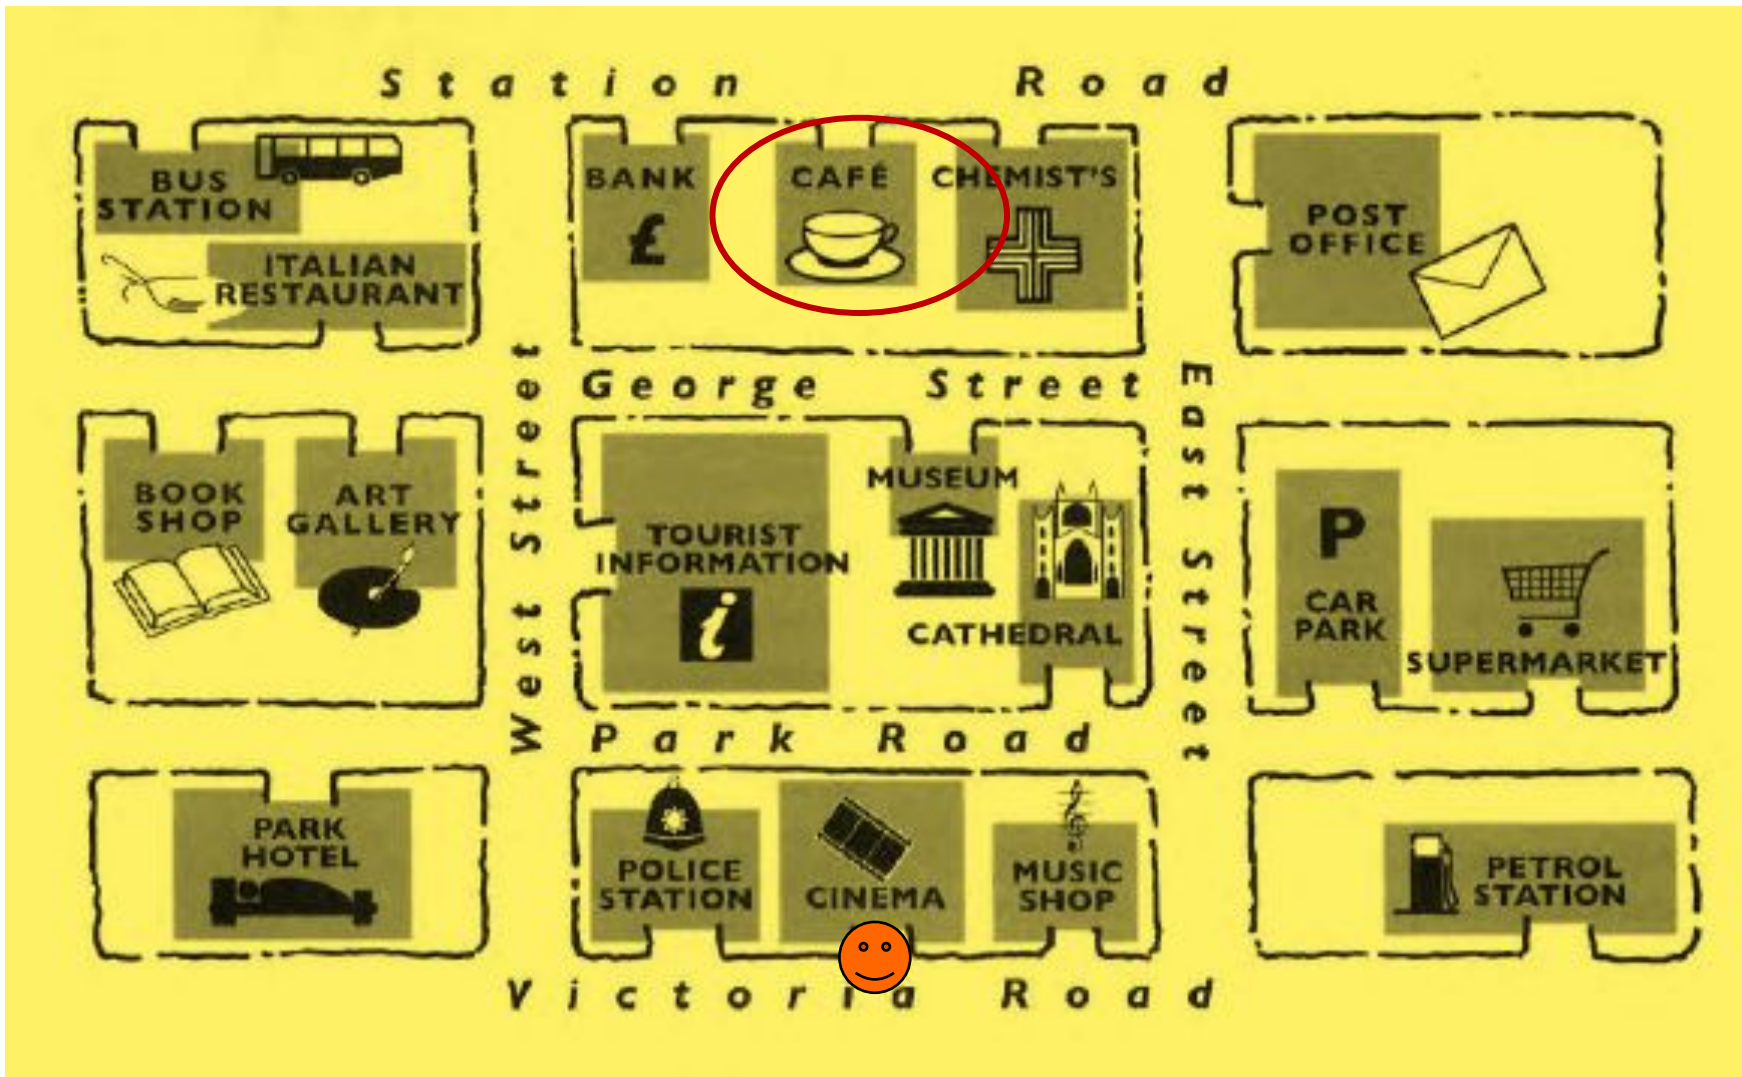 Station Road
BUS
STATION
BANK
£
CAFÉ
CHEMIST'S
POST
OFFICE
ITALIAN
RESTAURANT
George Street
West Street
East Street
BOOK
SHOP
ART
GALLERY
TOURIST
INFORMATION
i
MUSEUM
CATHEDRAL
P
CAR
PARK
SUPERMARKET
Park Road
PARK
HOTEL
POLICE
STATION
CINEMA
MUSIC
SHOP
PETROL
STATION
Victoria Road